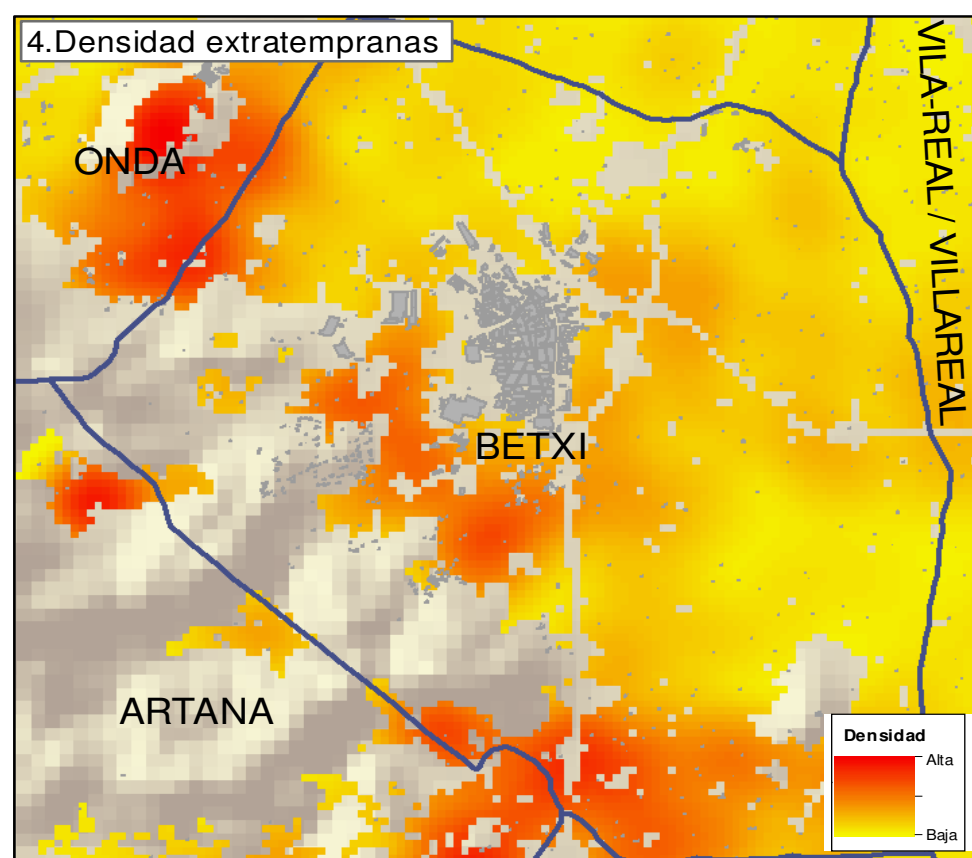 4.Densidad extratempranas
ONDA
VILA-REAL / VILLAREAL
BETXI
ARTANA
Densidad
Alta
Baja